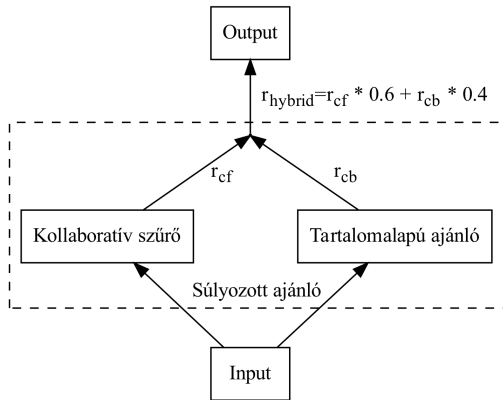 Output
r_hybrid=r_cf * 0.6 + r_cb * 0.4
r_cf
r_cb
Kollaboratív szűrő
Tartalomalapú ajánló
Súlyozott ajánló
Input